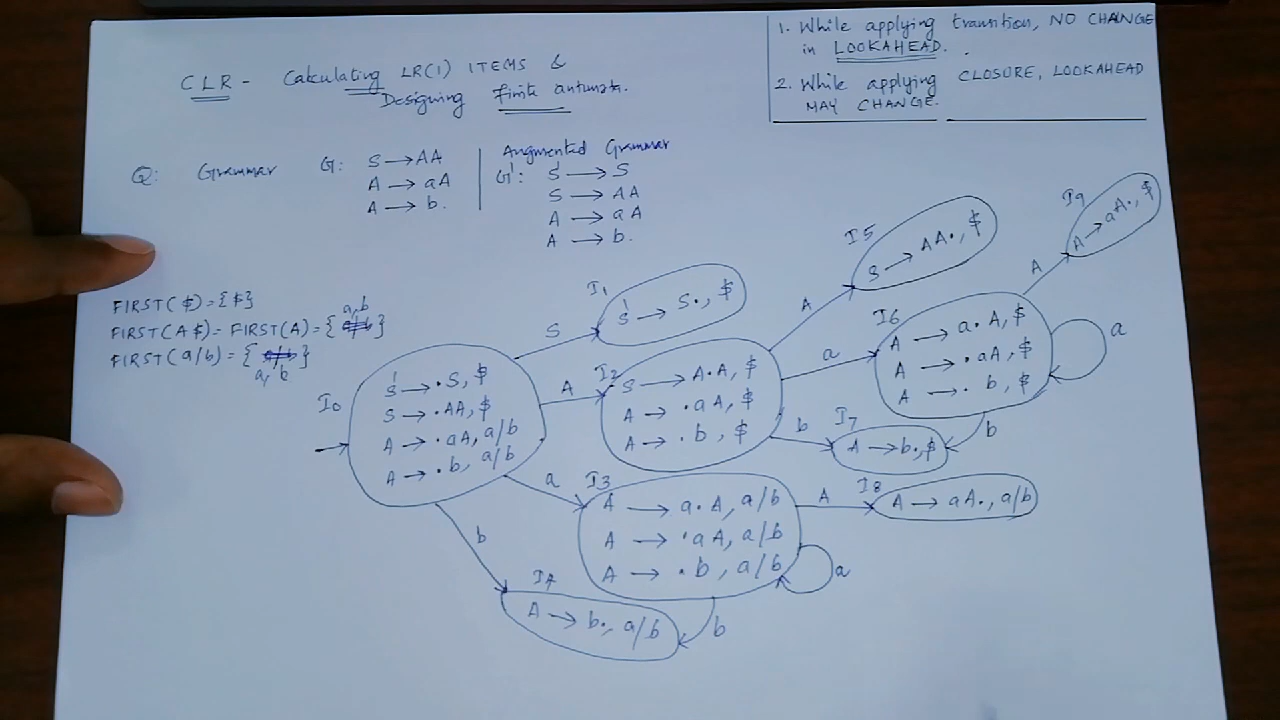 1. While applying transition, NO CHANGE
in LOOKAHEAD.
2. While applying CLOSURE, LOOKAHEAD
MAY CHANGE.
CLR - Calculating LR(1) ITEMS &
Designing finite automata.
Q: Grammar G: S → AA
A → aA
A → b.
Augmented Grammar
G': S' → S
S → AA
A → aA
A → b.
FIRST($) = {$}
FIRST(A$) = FIRST(A) = {a,b}
FIRST(a/b) = {a,b}
I0
S' → ·S, $
S → ·AA, $
A → ·aA, a/b
A → ·b, a/b
S
I1
S' → S·, $
A
I2
S → A·A, $
A → ·aA, $
A → ·b, $
a
I3
A → a·A, a/b
A → ·aA, a/b
A → ·b, a/b
a
b
b
I4
A → b·, a/b
A
I5
S → AA·, $
a
I6
A → a·A, $
A → ·aA, $
A → ·b, $
a
b
b
I7
A → b·, $
A
I8
A → aA·, a/b
A
I9
A → aA·, $